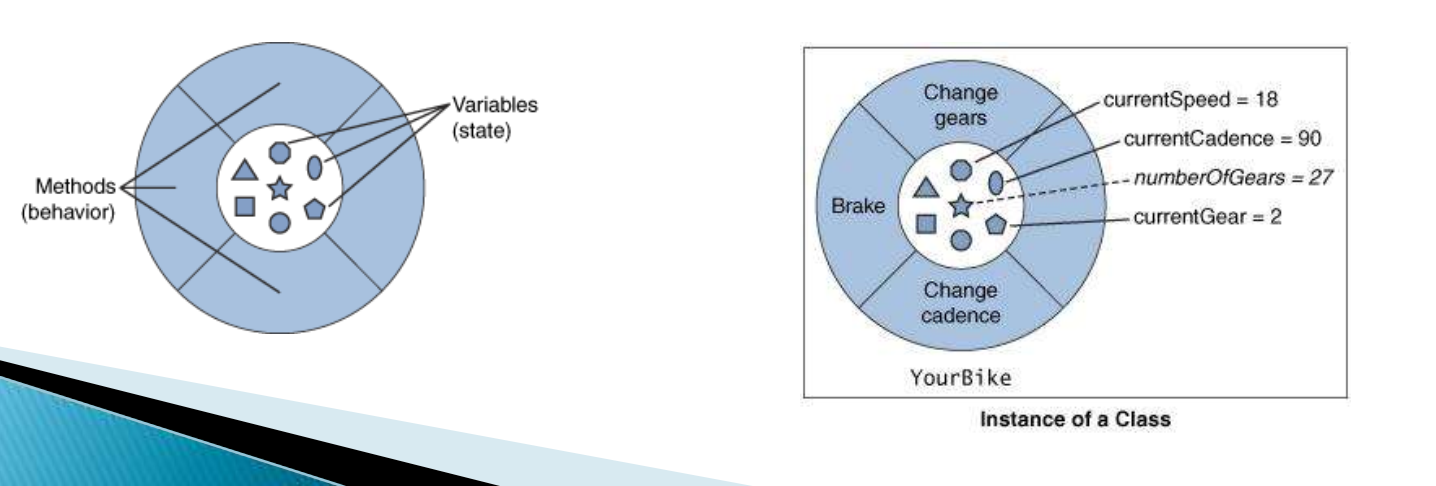 Variables
(state)
Methods
(behavior)
Change
gears
Brake
Change
cadence
currentSpeed = 18
currentCadence = 90
numberOfGears = 27
currentGear = 2
YourBike
Instance of a Class